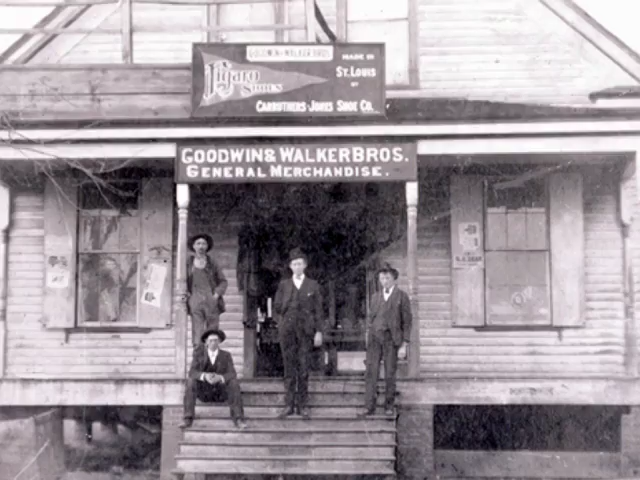 GOODWIN & WALKER BROS
Figaro
SHOES
MADE IN
ST. LOUIS
BY
CARRUTHERS-JONES SHOE CO.
GOODWIN & WALKER BROS.
GENERAL MERCHANDISE.